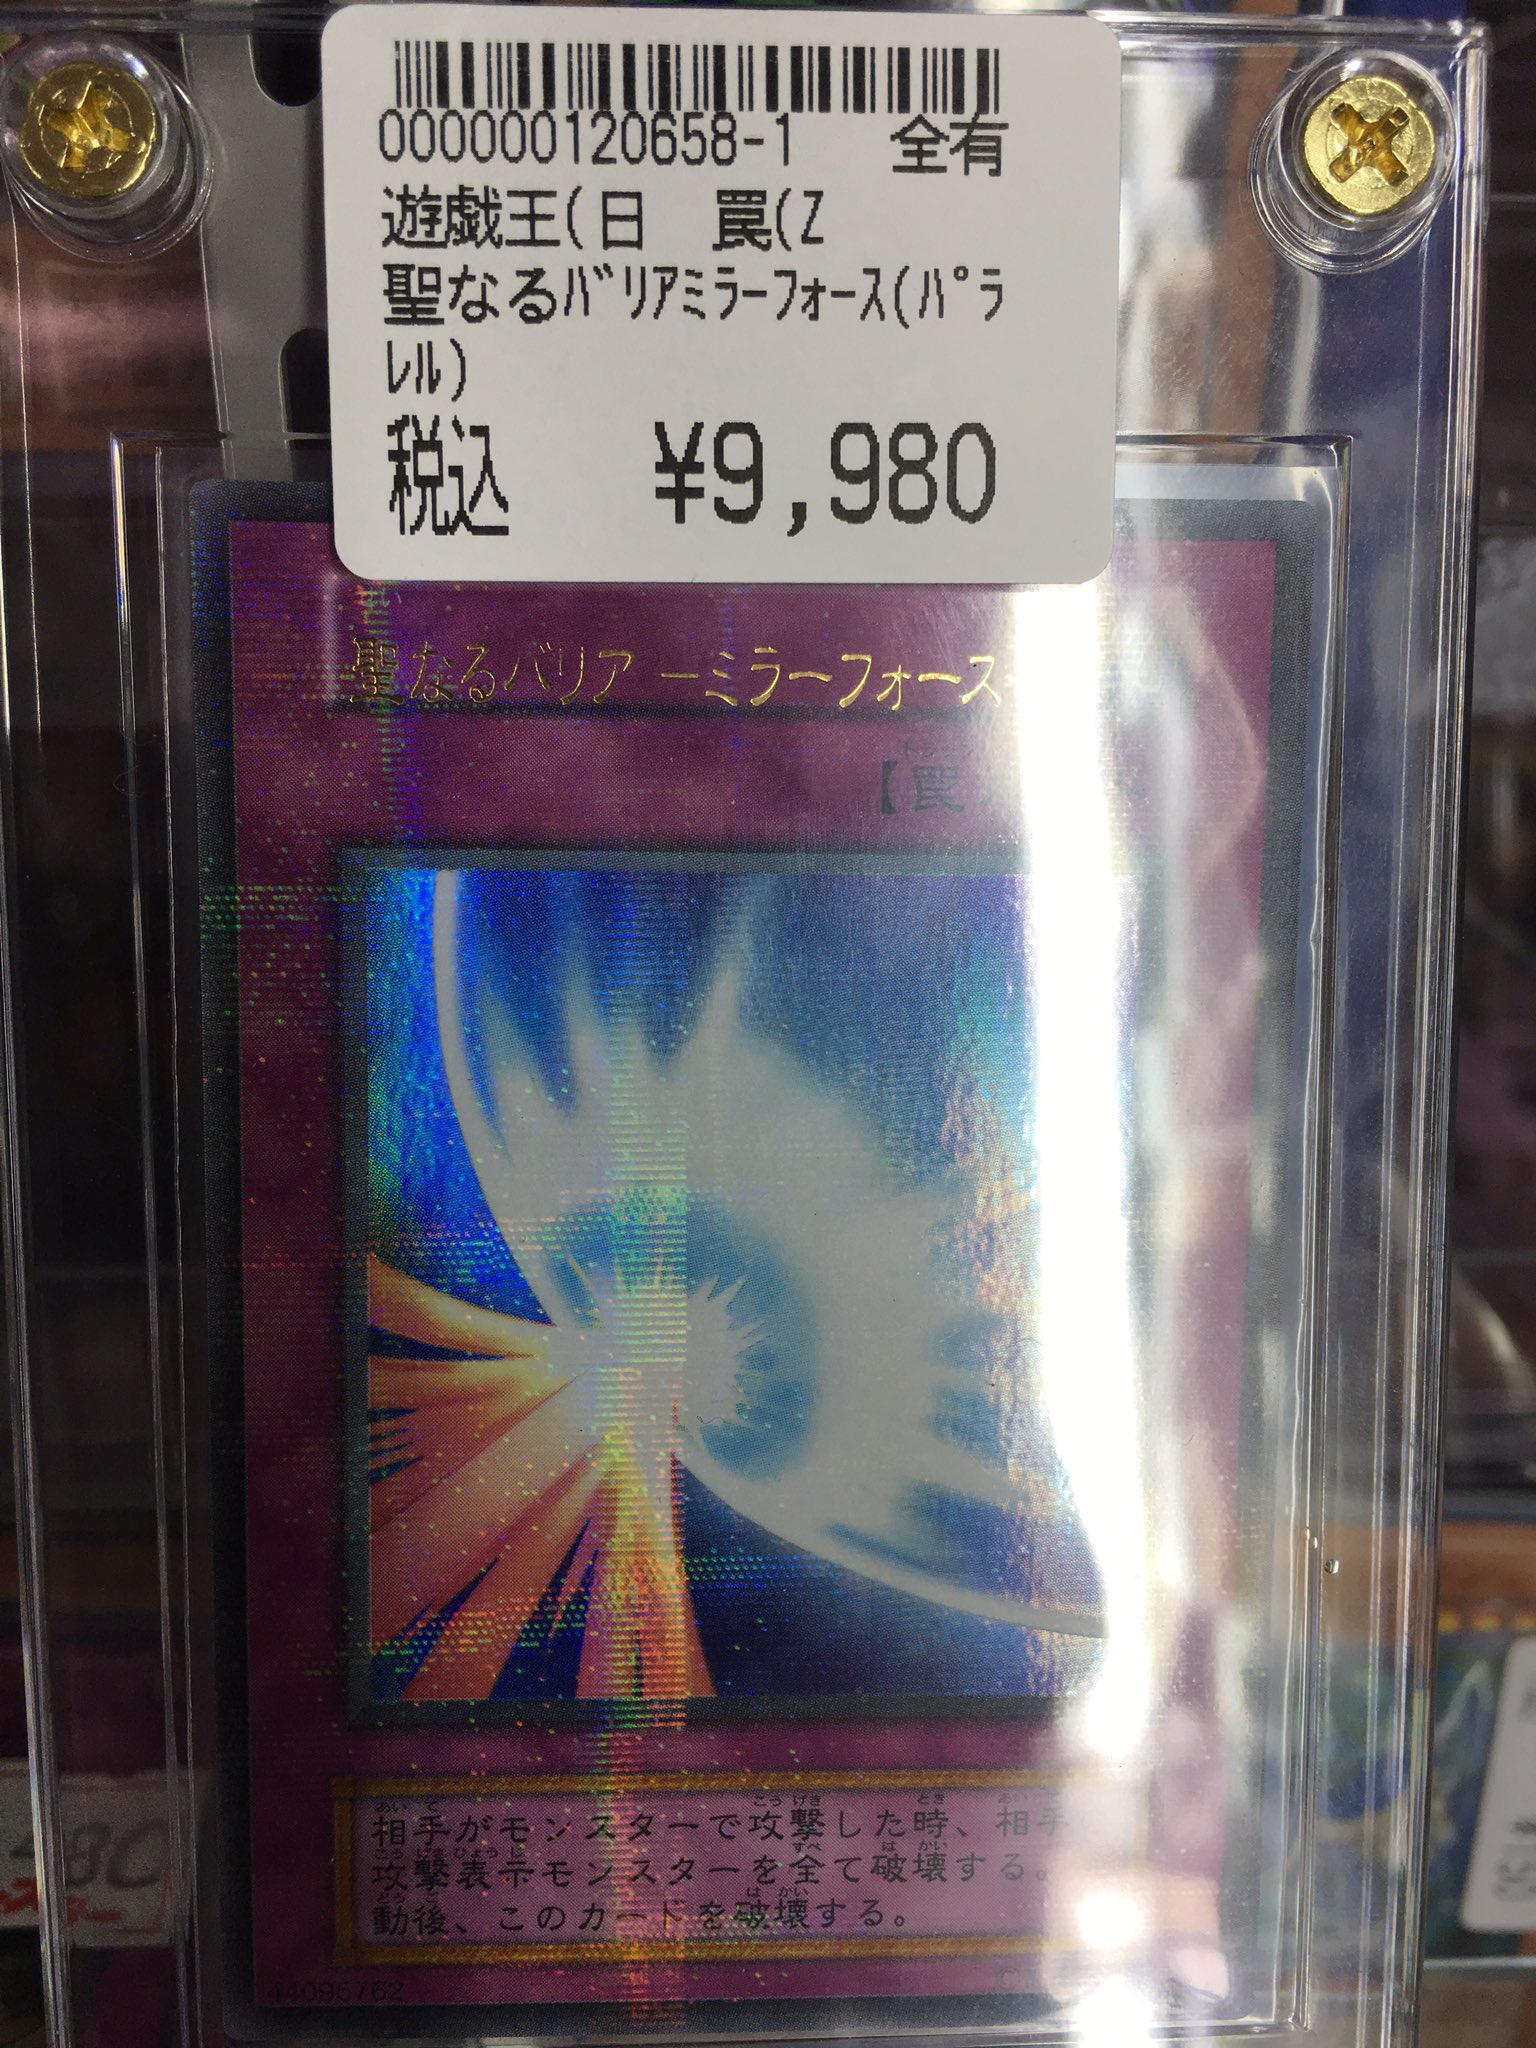 000000120658-1 全有
遊戯王(日 罠(Z
聖なるバリアミラーフォース(パラ
レル)
税込 ¥9,980
聖なるバリア －ミラーフォース
【罠
相手がモンスターで攻撃した時、相手
攻撃表示モンスターを全て破壊する。
動後、このカードを破壊する。
44095762